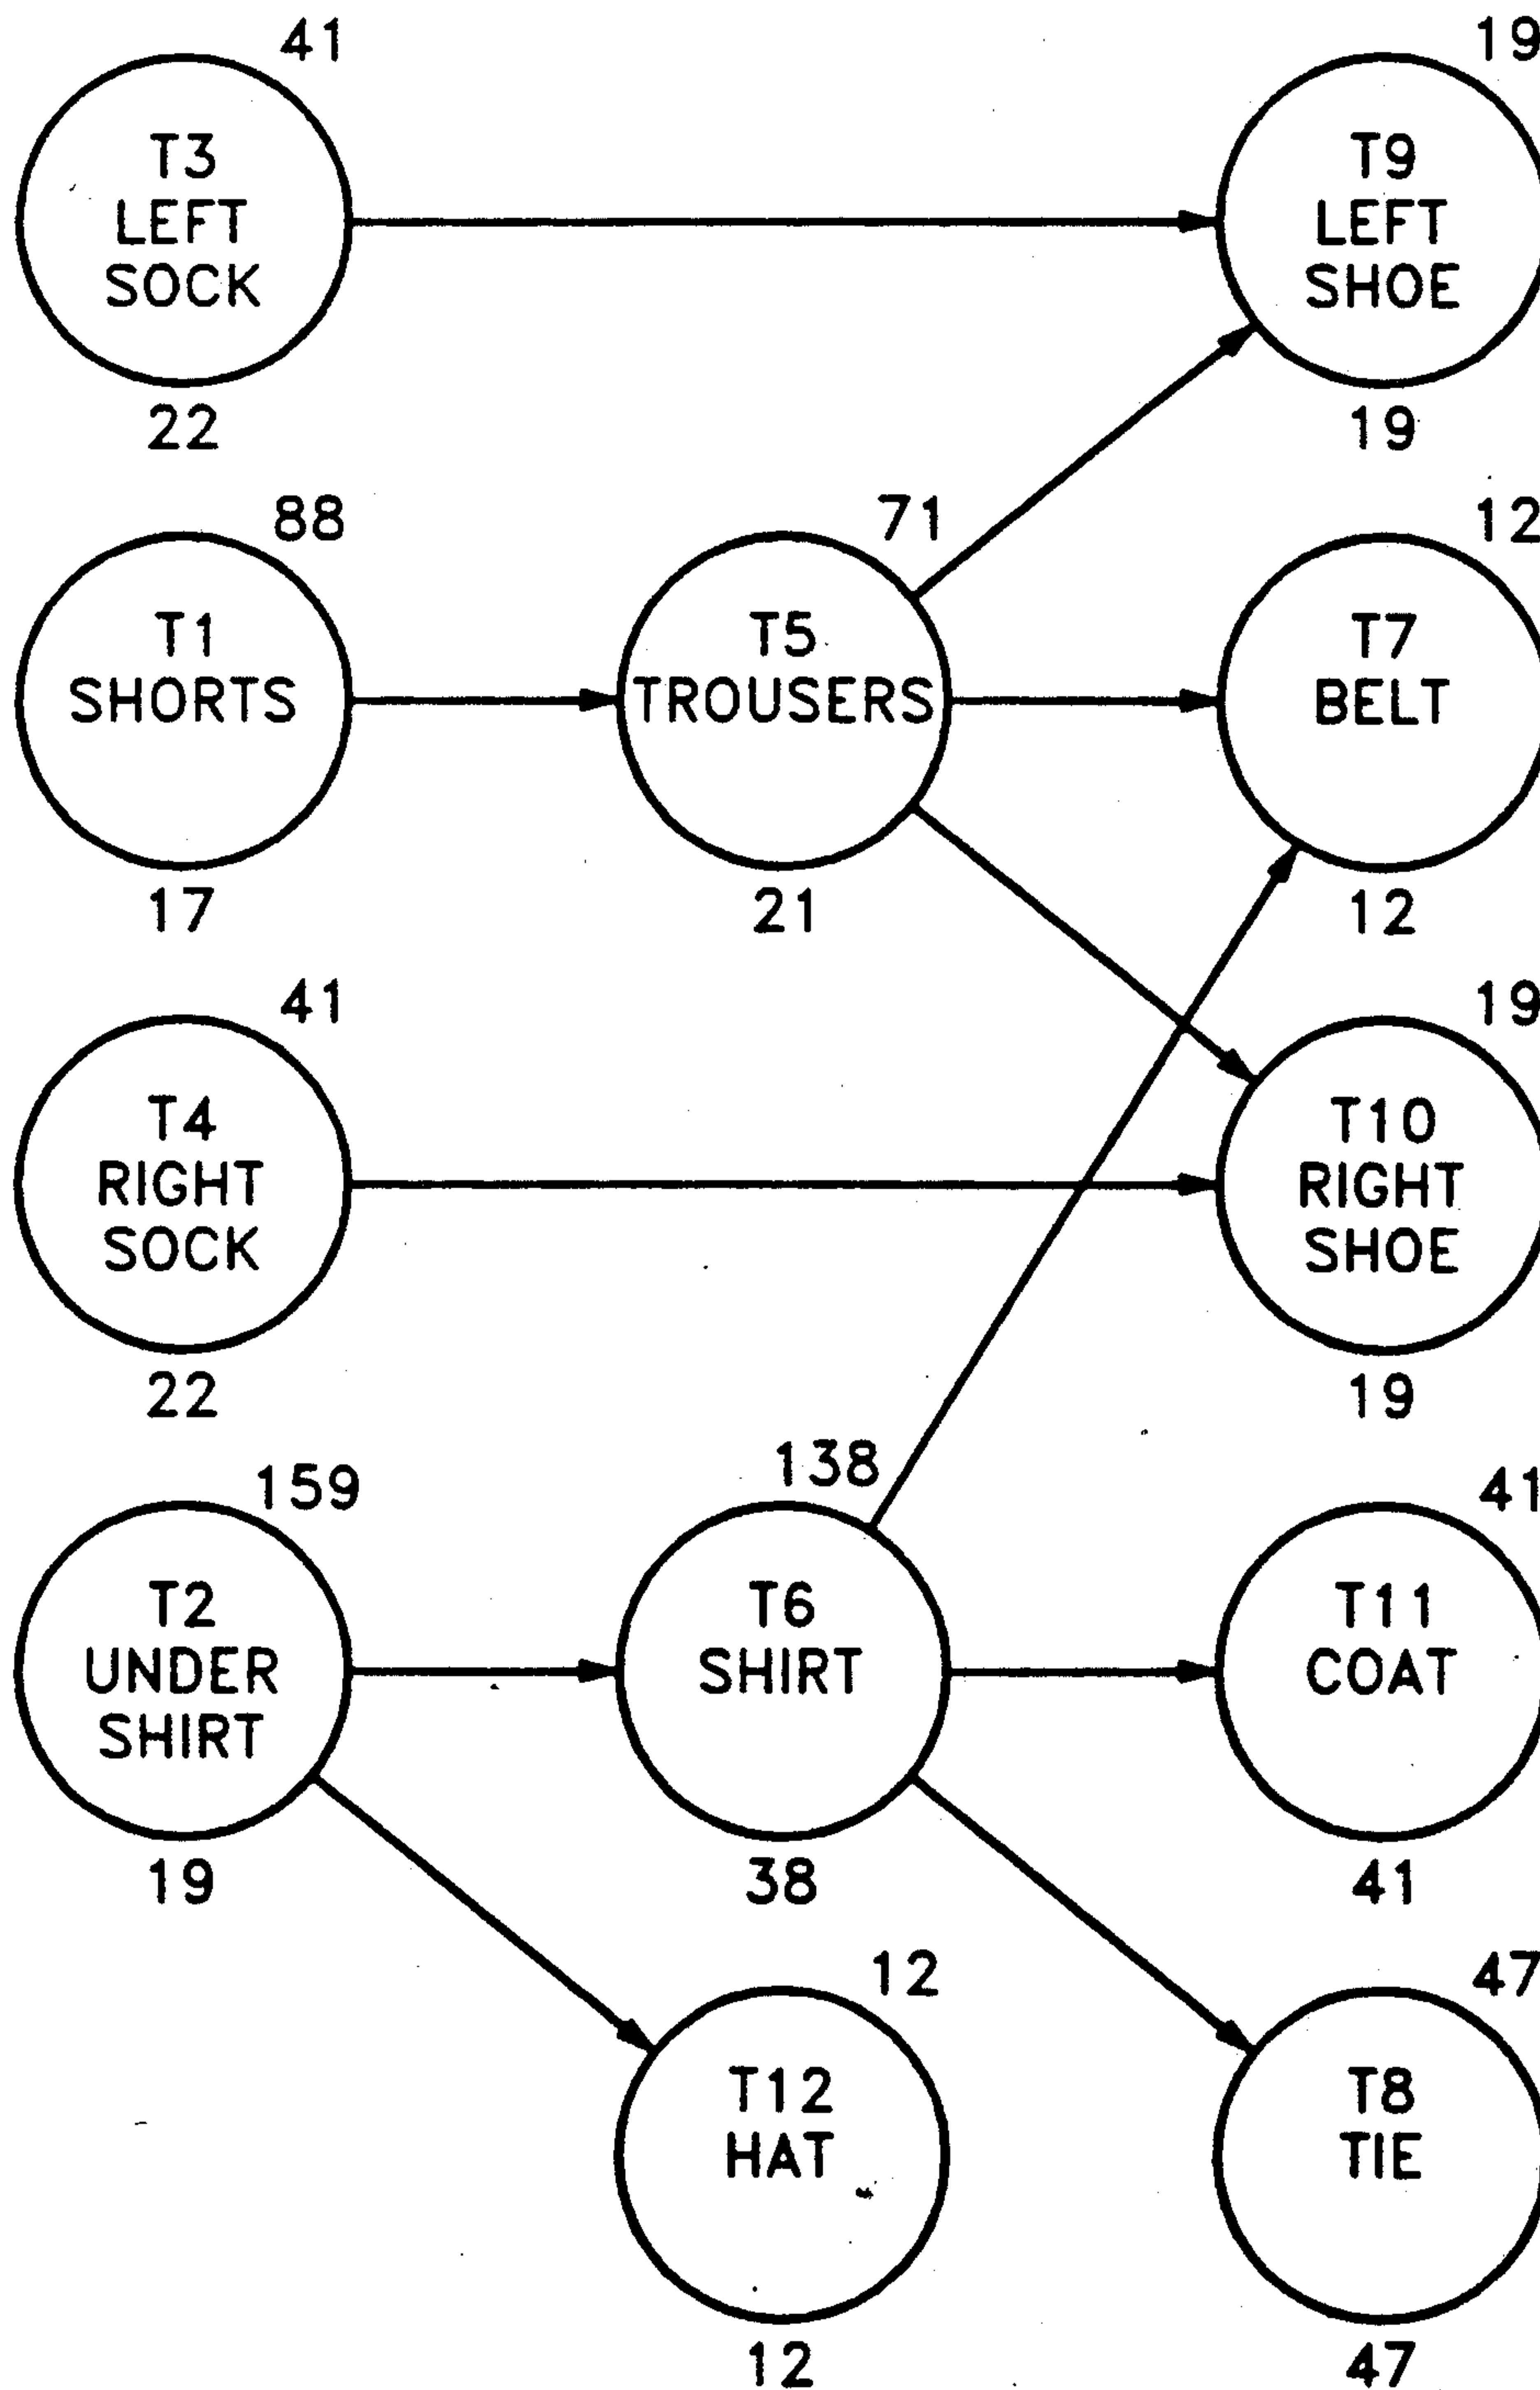 41
T3
LEFT
SOCK
22
19
T9
LEFT
SHOE
19
88
T1
SHORTS
17
71
T5
TROUSERS
21
12
T7
BELT
12
41
T4
RIGHT
SOCK
22
19
T10
RIGHT
SHOE
19
159
T2
UNDER
SHIRT
19
138
T6
SHIRT
38
41
T11
COAT
41
12
T12
HAT
12
47
T8
TIE
47